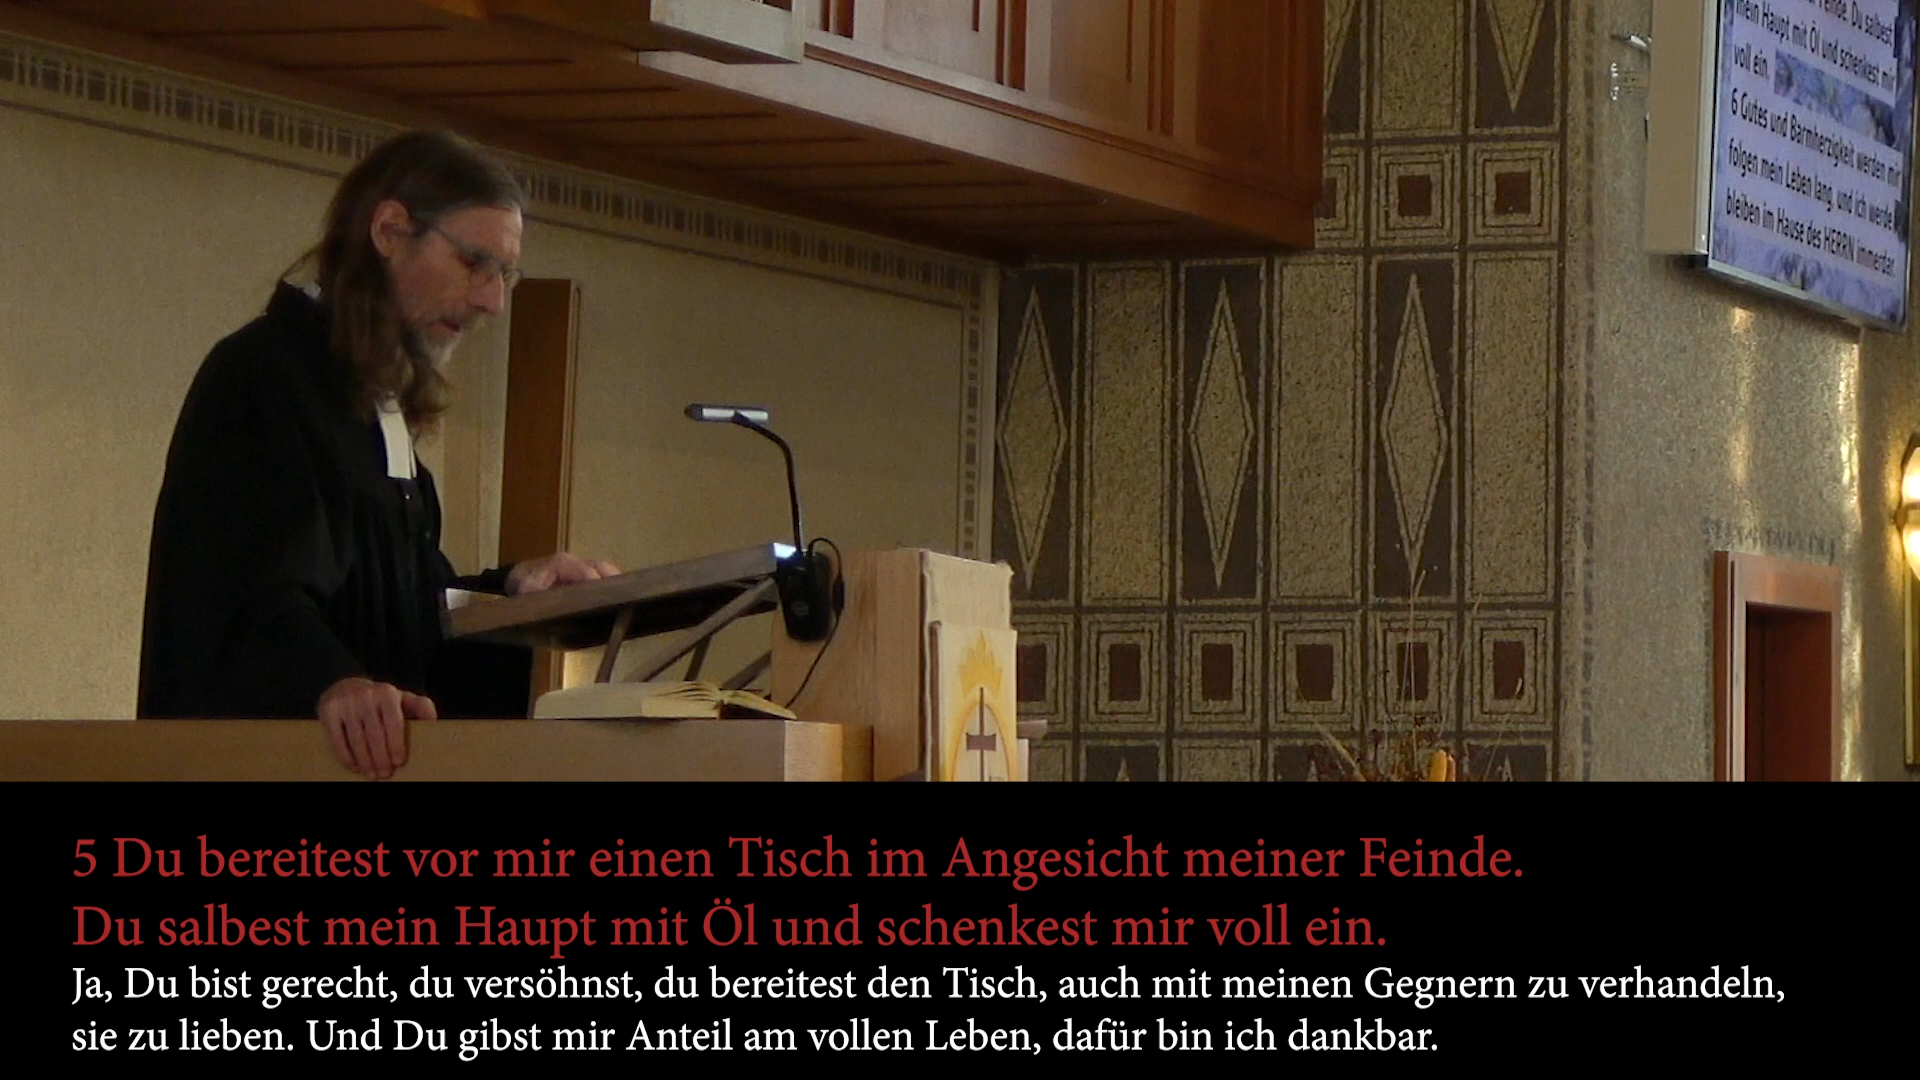 Feinde. Du salbest
mein Haupt mit Öl und schenkest mir
voll ein.
6 Gutes und Barmherzigkeit werden mir
folgen mein Leben lang, und ich werde
bleiben im Hause des HERRN immerdar.
5 Du bereitest vor mir einen Tisch im Angesicht meiner Feinde.
Du salbest mein Haupt mit Öl und schenkest mir voll ein.
Ja, Du bist gerecht, du versöhnst, du bereitest den Tisch, auch mit meinen Gegnern zu verhandeln,
sie zu lieben. Und Du gibst mir Anteil am vollen Leben, dafür bin ich dankbar.